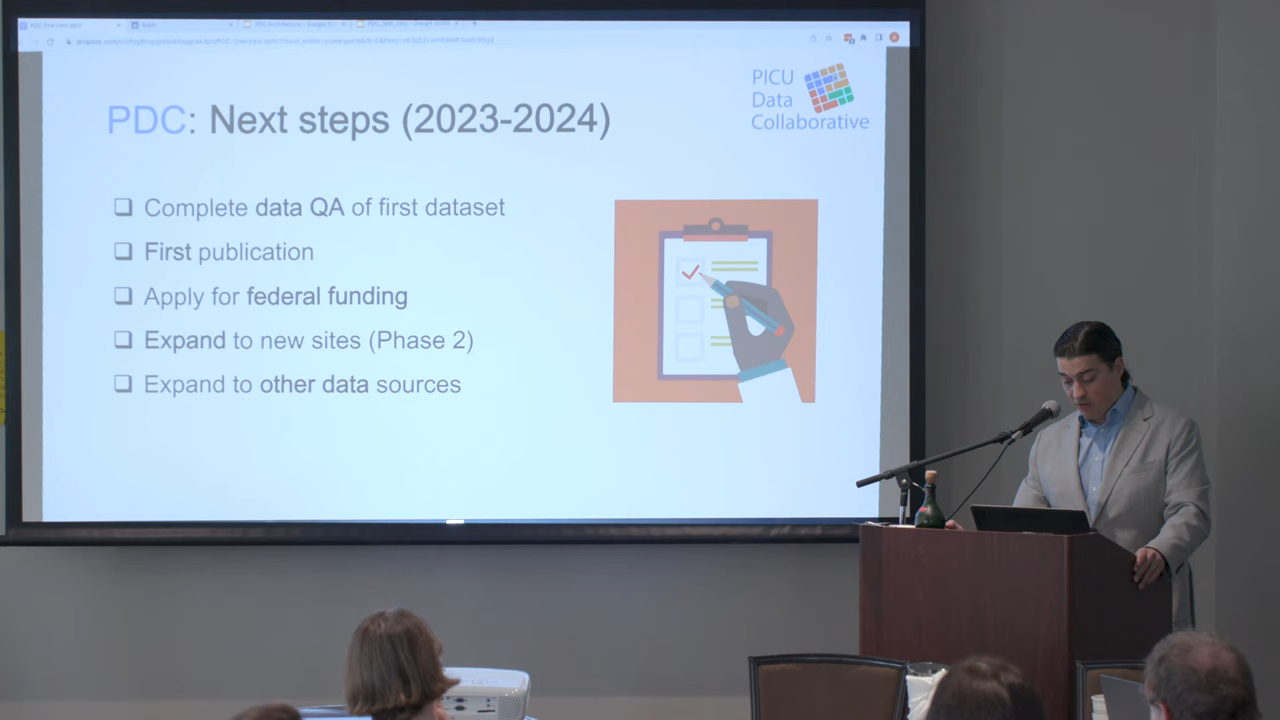 PDC: Next steps (2023-2024)
PICU
Data
Collaborative
❑ Complete data QA of first dataset
❑ First publication
❑ Apply for federal funding
❑ Expand to new sites (Phase 2)
❑ Expand to other data sources